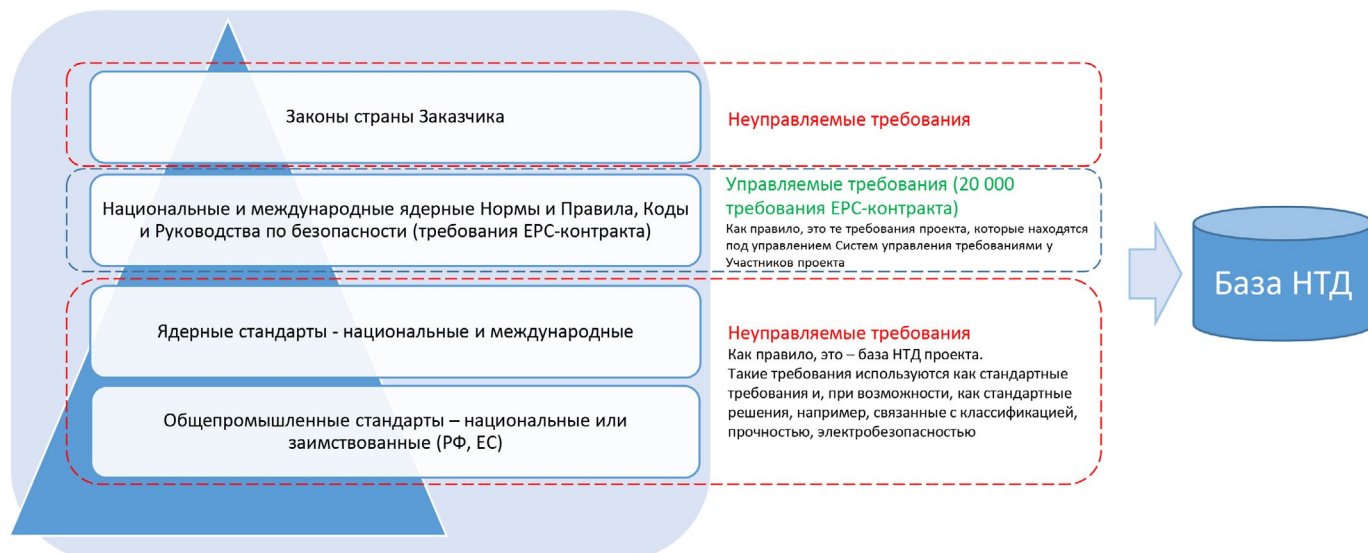 Законы страны Заказчика
Неуправляемые требования
Национальные и международные ядерные Нормы и Правила, Коды
и Руководства по безопасности (требования ЕРС-контракта)
Управляемые требования (20 000
требования ЕРС-контракта)
Как правило, это те требования проекта, которые находятся
под управлением Систем управления требованиями у
Участников проекта
Ядерные стандарты - национальные и международные
Общепромышленные стандарты – национальные или
заимствованные (РФ, ЕС)
Неуправляемые требования
Как правило, это – база НТД проекта.
Такие требования используются как стандартные
требования и, при возможности, как стандартные
решения, например, связанные с классификацией,
прочностью, электробезопасностью
База НТД